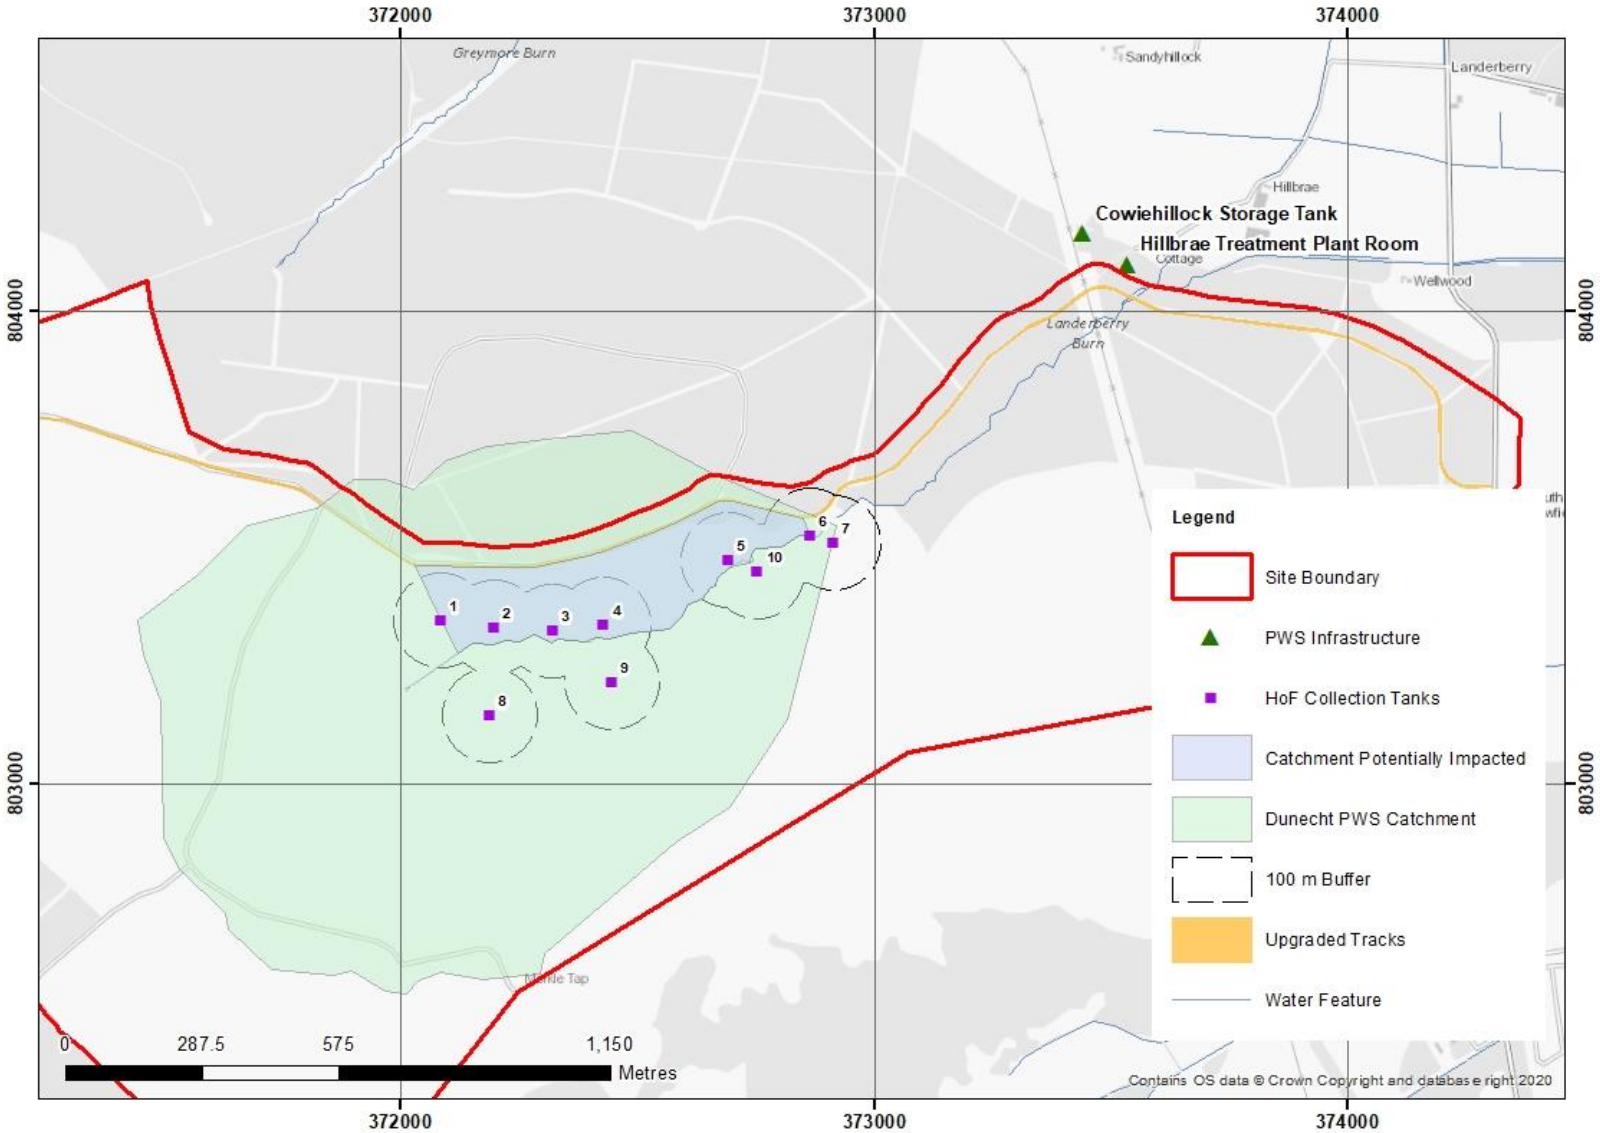 372000
373000
374000
Greymore Burn
Sandyhillock
Landerberry
Hillbrae
Cowiehillock Storage Tank
Hillbrae Treatment Plant Room
Cottage
Wellwood
804000
804000
Landerberry
Burn
6
7
5
10
1
2
3
4
9
8
803000
803000
Legend
Site Boundary
PWS Infrastructure
HoF Collection Tanks
Catchment Potentially Impacted
Dunecht PWS Catchment
100 m Buffer
Upgraded Tracks
Water Feature
Tap
0
287.5
575
1,150
Metres
Contains OS data © Crown Copyright and database right 2020
372000
373000
374000